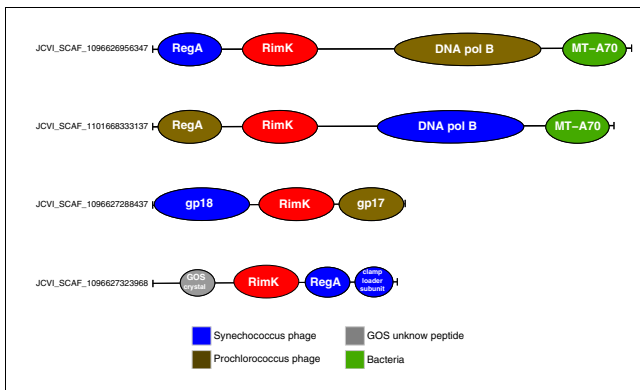 JCVI_SCAF_1096626956347 RegA RimK DNA pol B MT-A70
JCVI_SCAF_1101668333137 RegA RimK DNA pol B MT-A70
JCVI_SCAF_1096627288437 gp18 RimK gp17
JCVI_SCAF_1096627323968 GOS crystal RimK RegA clamp loader subunit
Synechococcus phage GOS unknow peptide
Prochlorococcus phage Bacteria